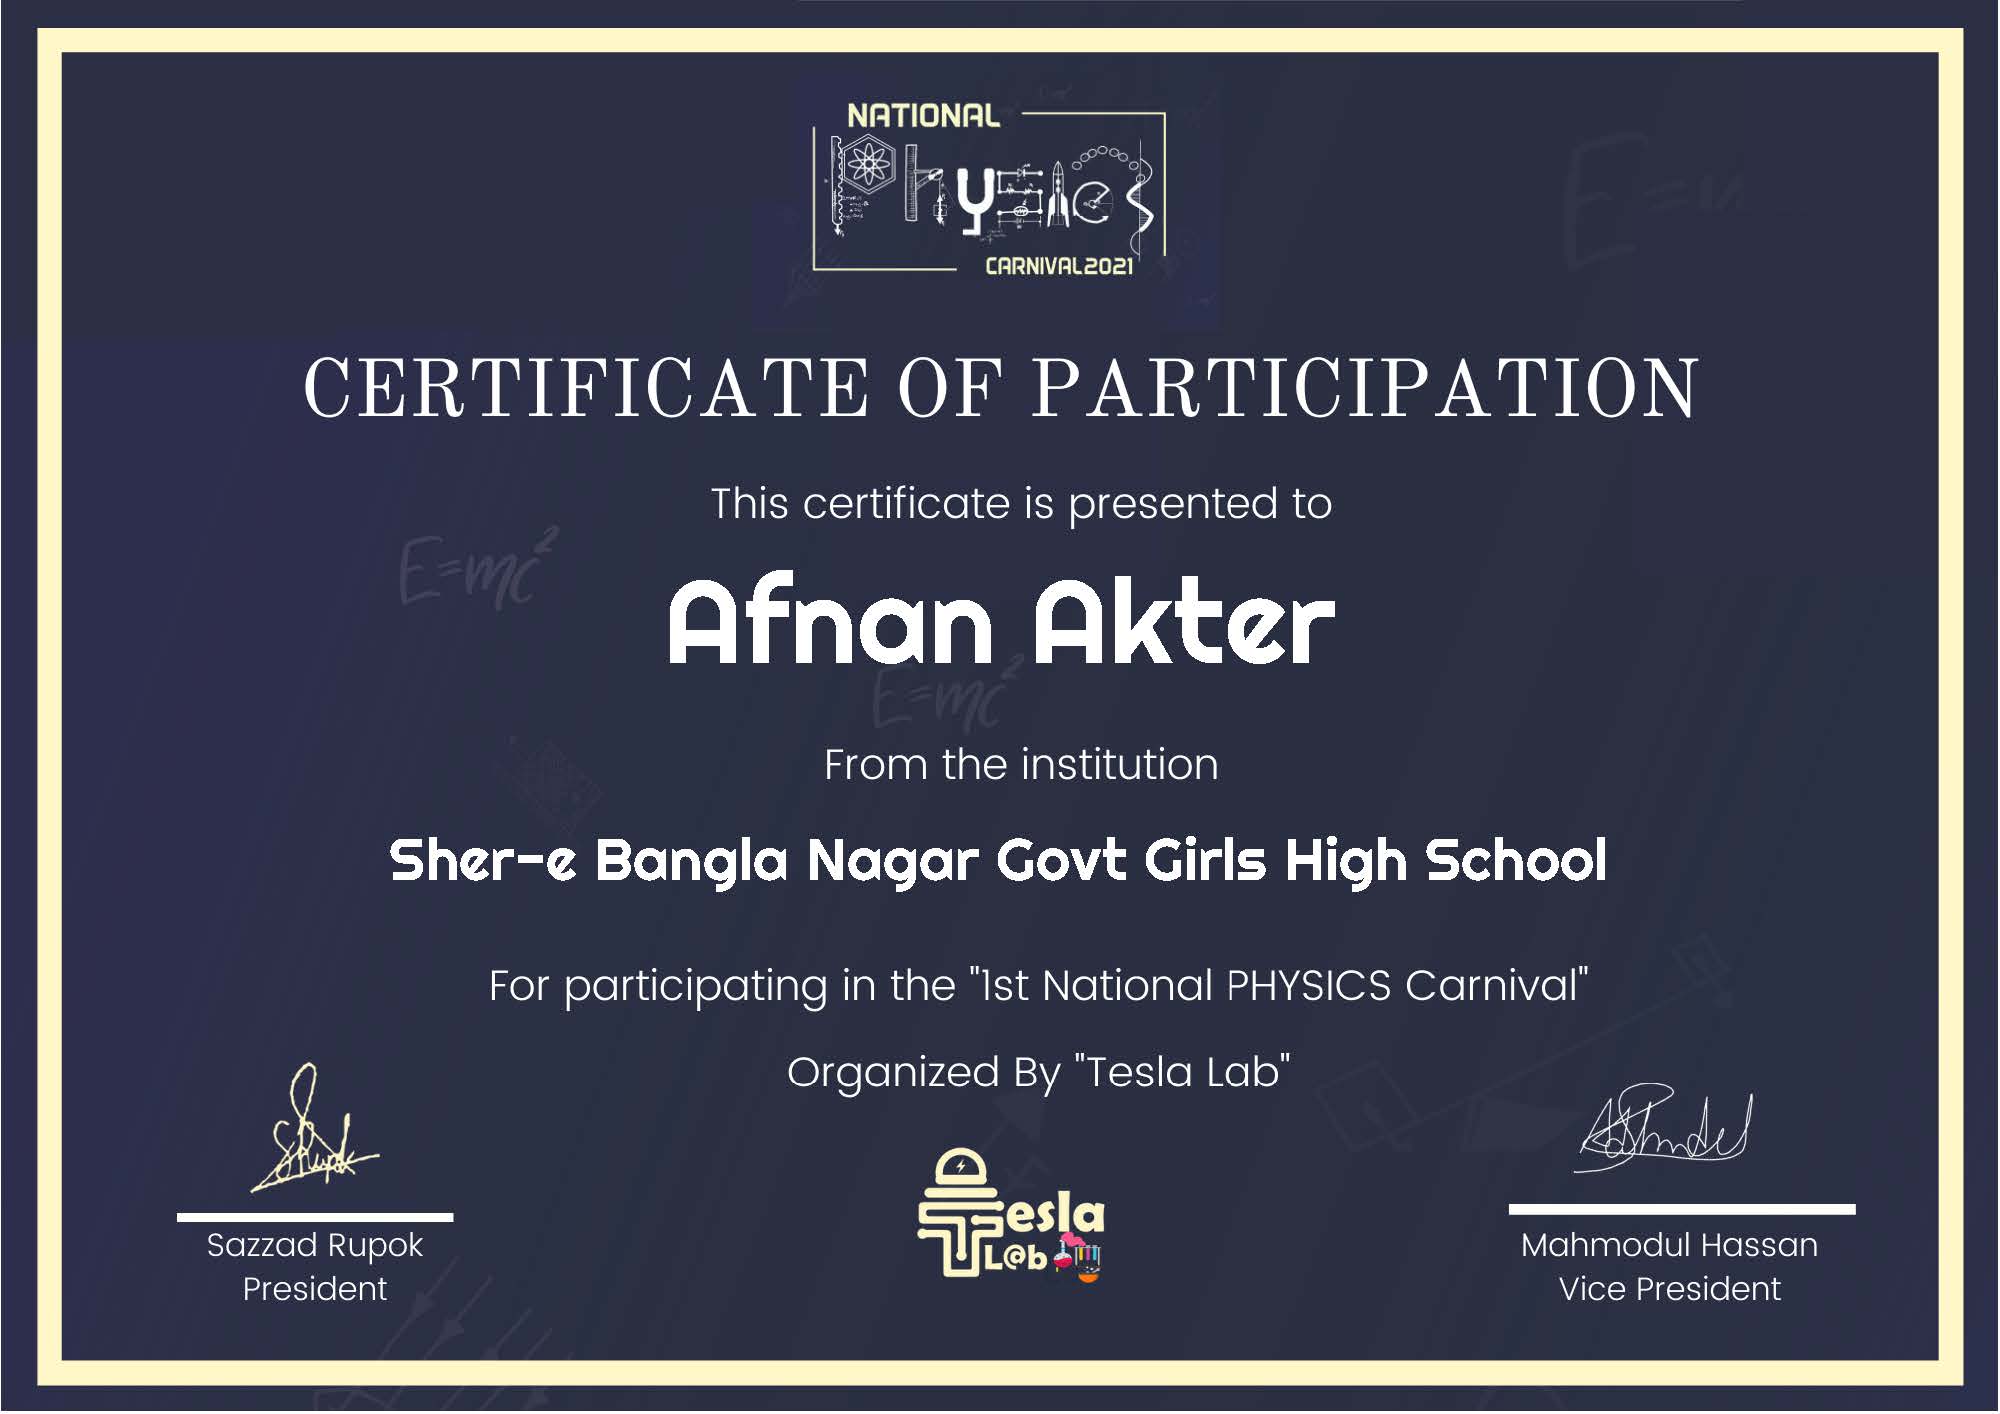 NATIONAL
Physics
CARNIVAL2021
CERTIFICATE OF PARTICIPATION
This certificate is presented to
E=mc²
Afnan Akter
E=mc²
From the institution
Sher-e Bangla Nagar Govt Girls High School
For participating in the "1st National PHYSICS Carnival"
Organized By "Tesla Lab"
Tesla
L@b
Sazzad Rupok
President
Mahmodul Hassan
Vice President